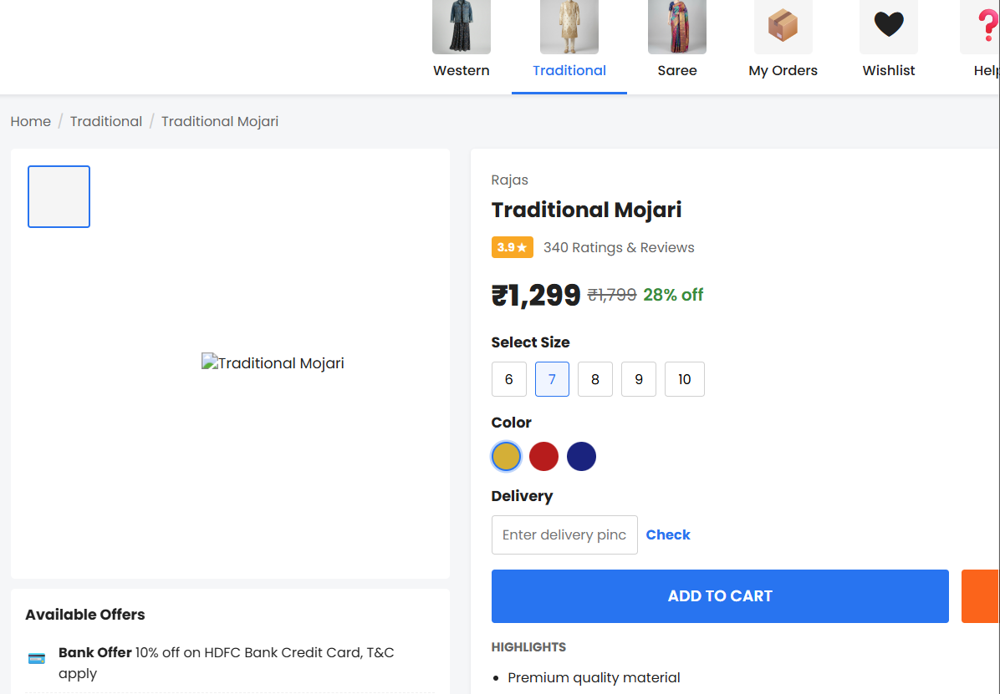 Western
Traditional
Saree
My Orders
Wishlist
Help
Home / Traditional / Traditional Mojari
Traditional Mojari
Available Offers
Bank Offer 10% off on HDFC Bank Credit Card, T&C
apply
Rajas
Traditional Mojari
3.9★
340 Ratings & Reviews
₹1,299 ₹1,799 28% off
Select Size
6 7 8 9 10
Color
Delivery
Enter delivery pinc
Check
ADD TO CART
HIGHLIGHTS
• Premium quality material